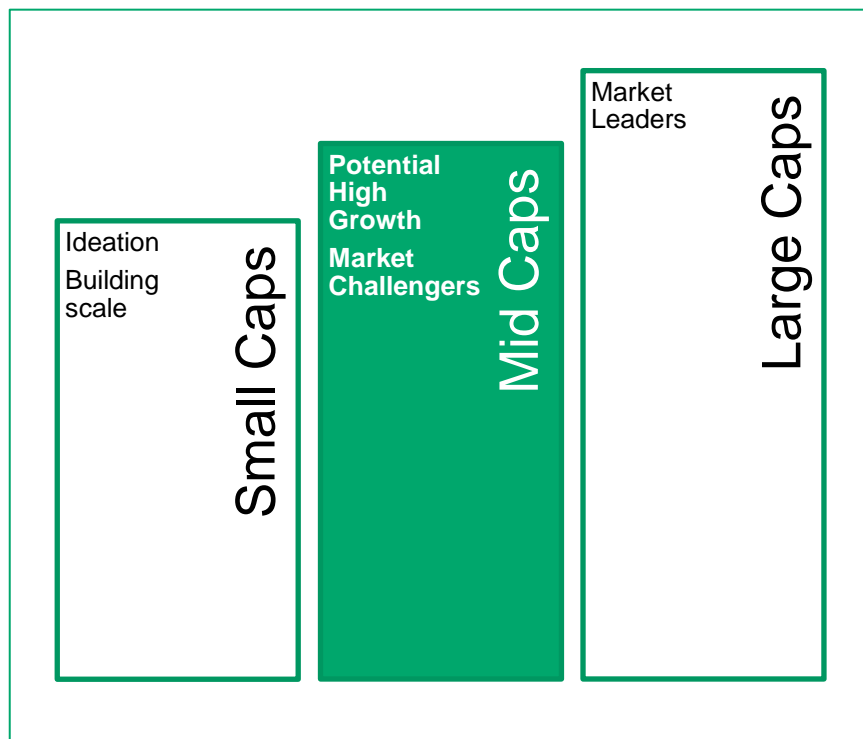 Ideation
Building
scale
Small Caps
Potential
High
Growth
Market
Challengers
Mid Caps
Market
Leaders
Large Caps